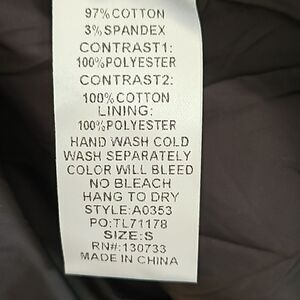 97% COTTON
3% SPANDEX
CONTRAST1:
100% POLYESTER
CONTRAST2:
100% COTTON
LINING:
100% POLYESTER
HAND WASH COLD
WASH SEPARATELY
COLOR WILL BLEED
NO BLEACH
HANG TO DRY
STYLE:A0353
PO:TL71178
SIZE:S
RN#:130733
MADE IN CHINA